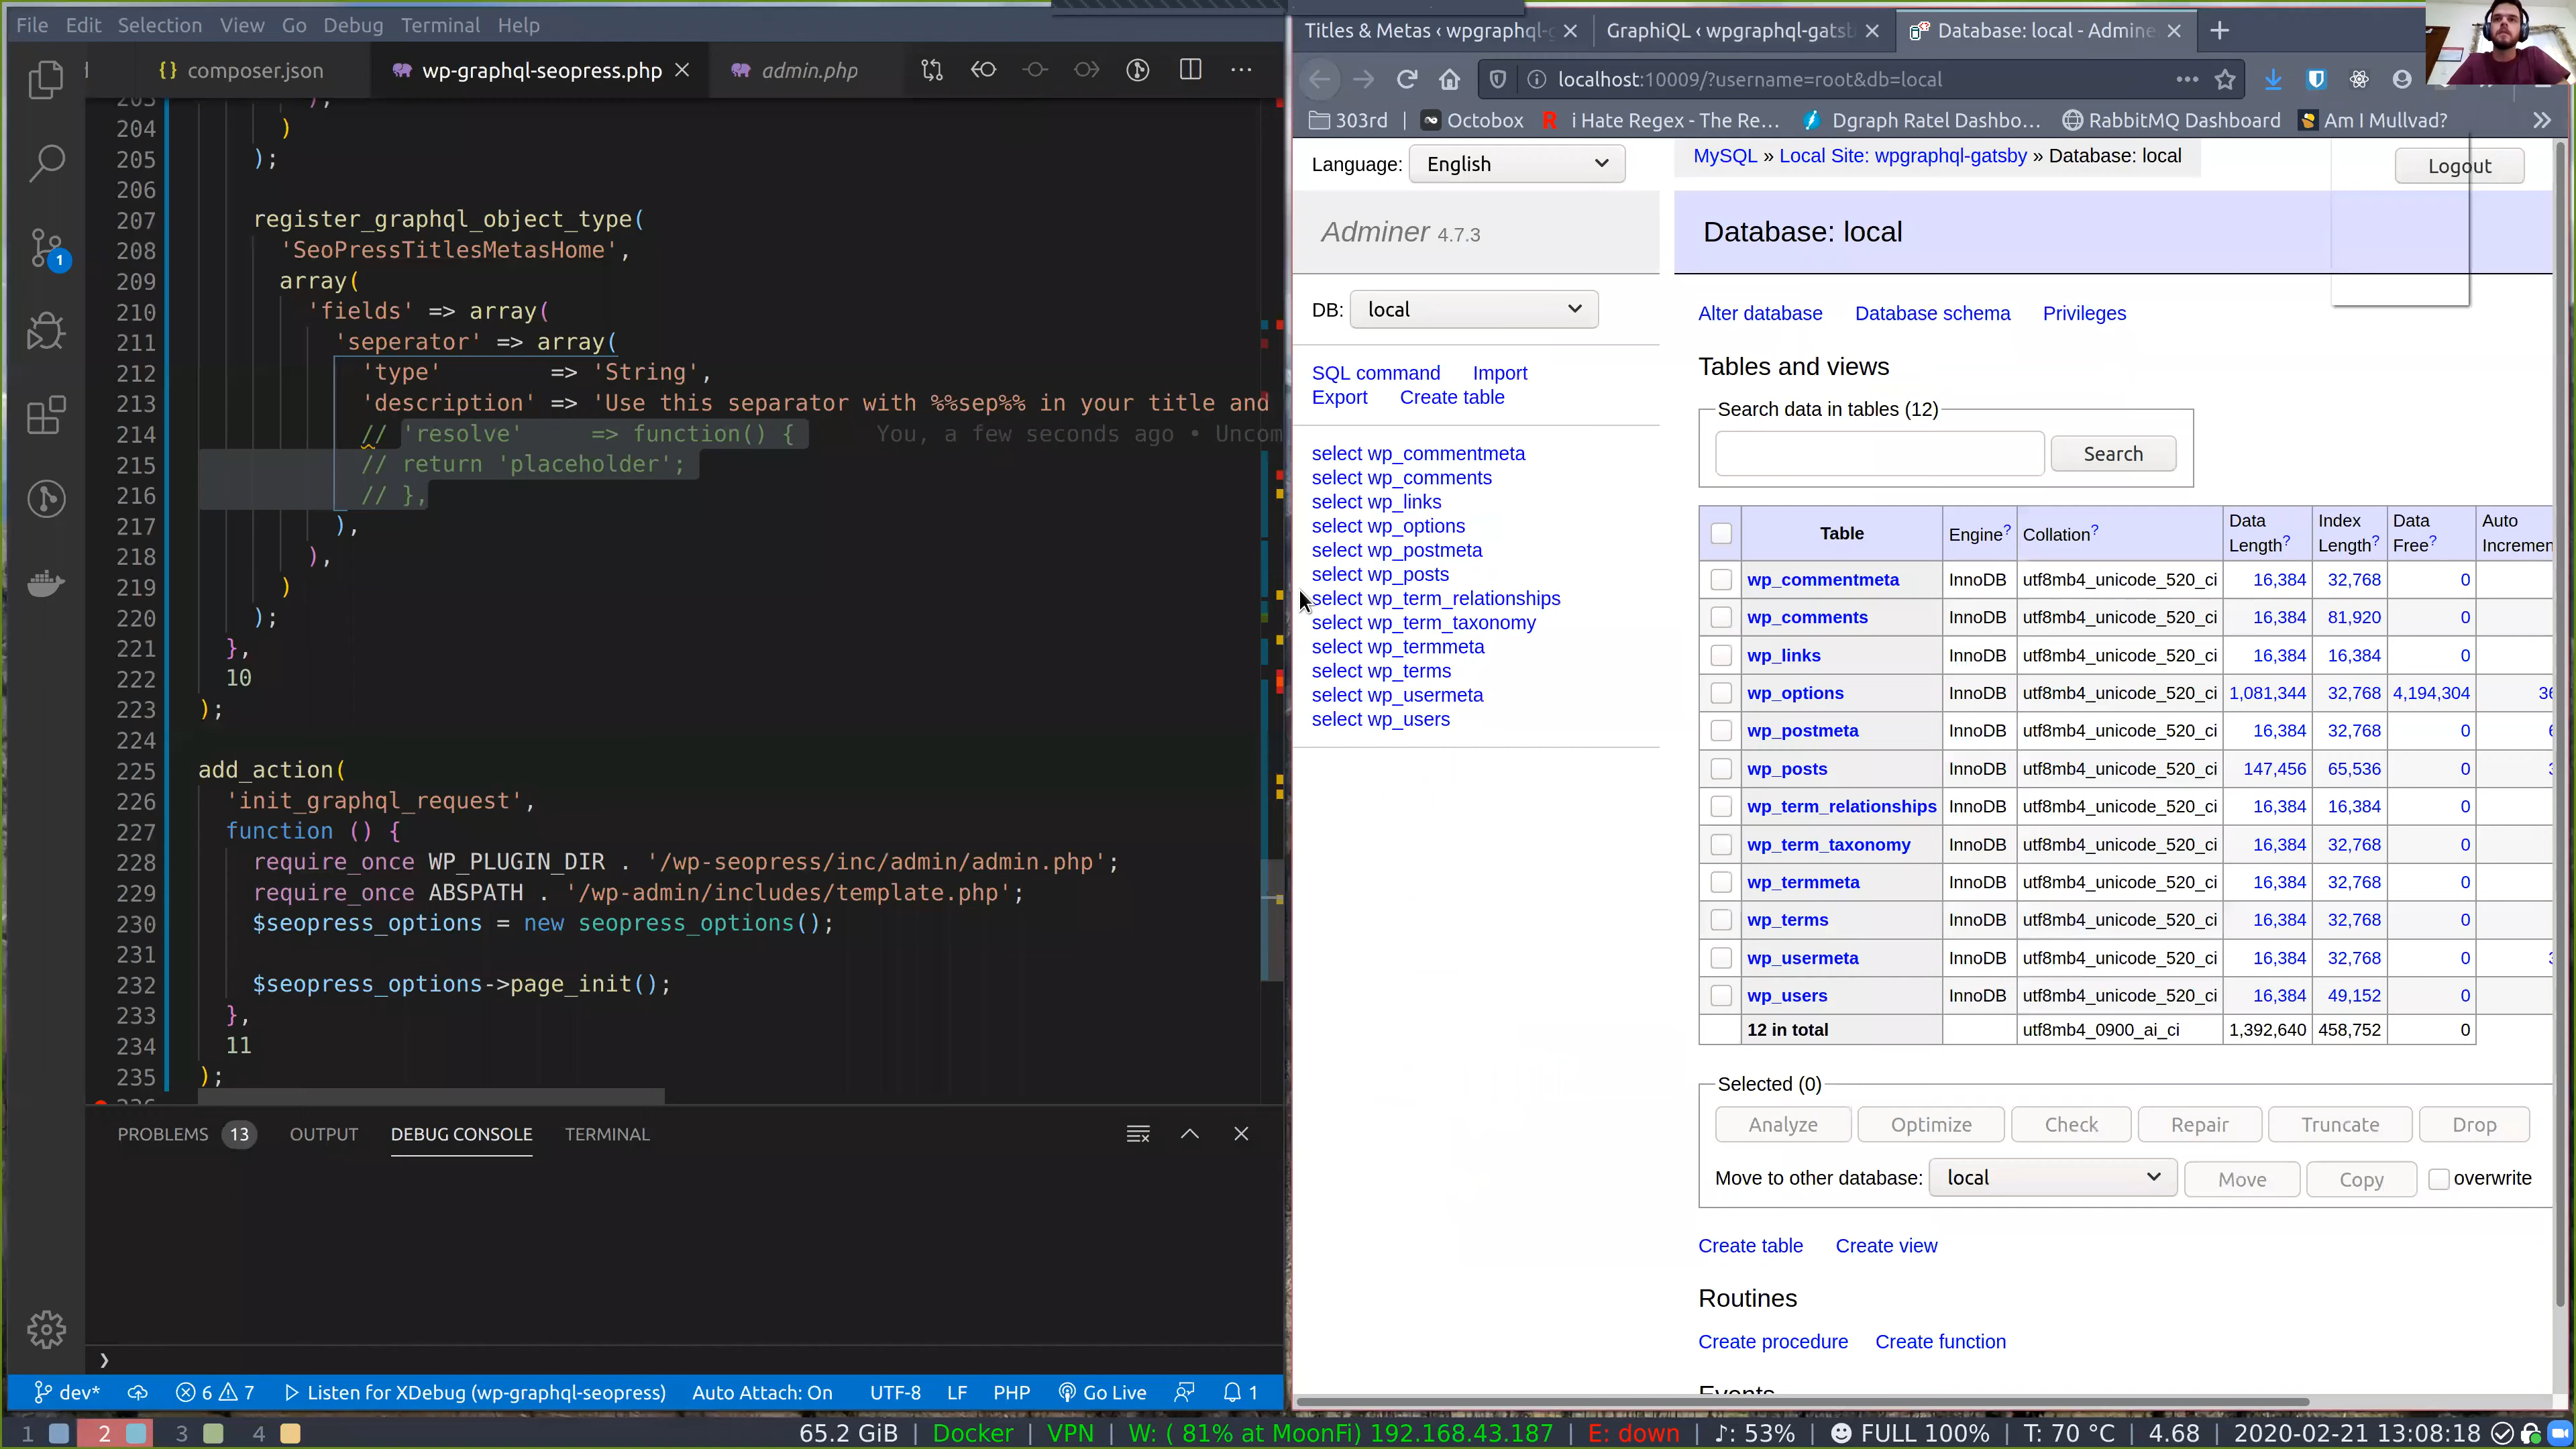 File Edit Selection View Go Debug Terminal Help
{} composer.json wp-graphql-seopress.php admin.php
204 )
205 );
206
207 register_graphql_object_type(
208 'SeoPressTitlesMetasHome',
209 array(
210 'fields' => array(
211 'seperator' => array(
212 'type' => 'String',
213 'description' => 'Use this separator with %%sep%% in your title and
214 // 'resolve' => function() { You, a few seconds ago • Uncom
215 // return 'placeholder';
216 // },
217 ),
218 ),
219 )
220 );
221 },
222 10
223 );
224
225 add_action(
226 'init_graphql_request',
227 function () {
228 require_once WP_PLUGIN_DIR . '/wp-seopress/inc/admin/admin.php';
229 require_once ABSPATH . '/wp-admin/includes/template.php';
230 $seopress_options = new seopress_options();
231
232 $seopress_options->page_init();
233 },
234 11
235 );
1
PROBLEMS 13 OUTPUT DEBUG CONSOLE TERMINAL
❯
dev* 6 7 Listen for XDebug (wp-graphql-seopress) Auto Attach: On UTF-8 LF PHP Go Live 1
Titles & Metas ‹ wpgraphql-g GraphiQL ‹ wpgraphql-gatsb Database: local - Admine
localhost:10009/?username=root&db=local
303rd | Octobox R i Hate Regex - The Re... Dgraph Ratel Dashbo... RabbitMQ Dashboard Am I Mullvad?
Language: English
MySQL » Local Site: wpgraphql-gatsby » Database: local
Logout
Adminer 4.7.3
Database: local
DB: local
Alter database Database schema Privileges
SQL command Import
Export Create table
Tables and views
Search data in tables (12)
Search
select wp_commentmeta
select wp_comments
select wp_links
select wp_options
select wp_postmeta
select wp_posts
select wp_term_relationships
select wp_term_taxonomy
select wp_termmeta
select wp_terms
select wp_usermeta
select wp_users
Table Engine? Collation? Data Length? Index Length? Data Free? Auto Incremen
wp_commentmeta InnoDB utf8mb4_unicode_520_ci 16,384 32,768 0
wp_comments InnoDB utf8mb4_unicode_520_ci 16,384 81,920 0
wp_links InnoDB utf8mb4_unicode_520_ci 16,384 16,384 0
wp_options InnoDB utf8mb4_unicode_520_ci 1,081,344 32,768 4,194,304 36
wp_postmeta InnoDB utf8mb4_unicode_520_ci 16,384 32,768 0
wp_posts InnoDB utf8mb4_unicode_520_ci 147,456 65,536 0
wp_term_relationships InnoDB utf8mb4_unicode_520_ci 16,384 16,384 0
wp_term_taxonomy InnoDB utf8mb4_unicode_520_ci 16,384 32,768 0
wp_termmeta InnoDB utf8mb4_unicode_520_ci 16,384 32,768 0
wp_terms InnoDB utf8mb4_unicode_520_ci 16,384 32,768 0
wp_usermeta InnoDB utf8mb4_unicode_520_ci 16,384 32,768 0
wp_users InnoDB utf8mb4_unicode_520_ci 16,384 49,152 0
12 in total utf8mb4_0900_ai_ci 1,392,640 458,752 0
Selected (0)
Analyze Optimize Check Repair Truncate Drop
Move to other database: local Move Copy overwrite
Create table Create view
Routines
Create procedure Create function
Events
1 2 3 4 65.2 GiB | Docker | VPN | W: ( 81% at MoonFi) 192.168.43.187 | E: down | ♪: 53% | FULL 100% | T: 70 °C | 4.68 | 2020-02-21 13:08:18